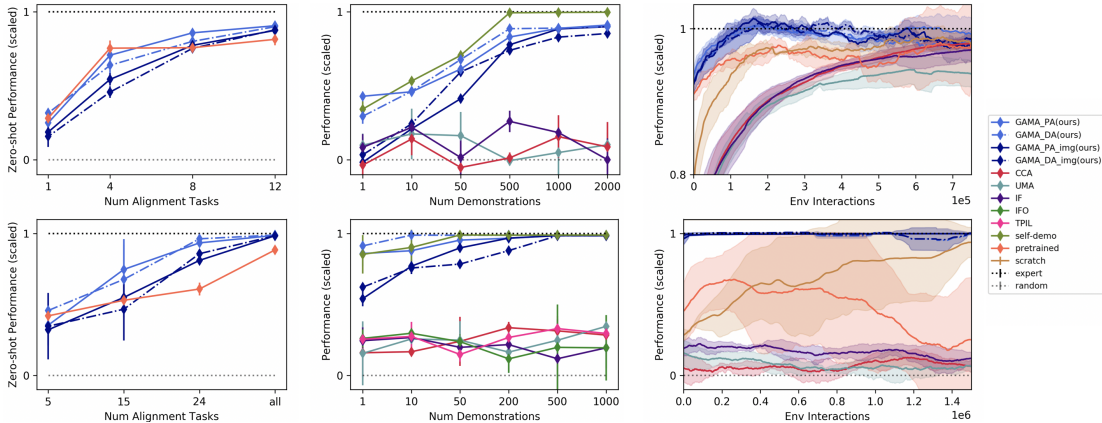 1
0
Zero-shot Performance (scaled)
1 4 8 12
Num Alignment Tasks
1
0
Performance (scaled)
1 10 50 500 1000 2000
Num Demonstrations
1
0.8
Performance (scaled)
0 1 2 3 4 5 6 7
1e5
Env Interactions
1
0
Zero-shot Performance (scaled)
5 15 24 all
Num Alignment Tasks
1
0
Performance (scaled)
1 10 50 200 500 1000
Num Demonstrations
1
0
Performance (scaled)
0.0 0.2 0.4 0.6 0.8 1.0 1.2 1.4
1e6
Env Interactions
GAMA_PA(ours)
GAMA_DA(ours)
GAMA_PA_img(ours)
GAMA_DA_img(ours)
CCA
UMA
IF
IFO
TPIL
self-demo
pretrained
scratch
expert
random